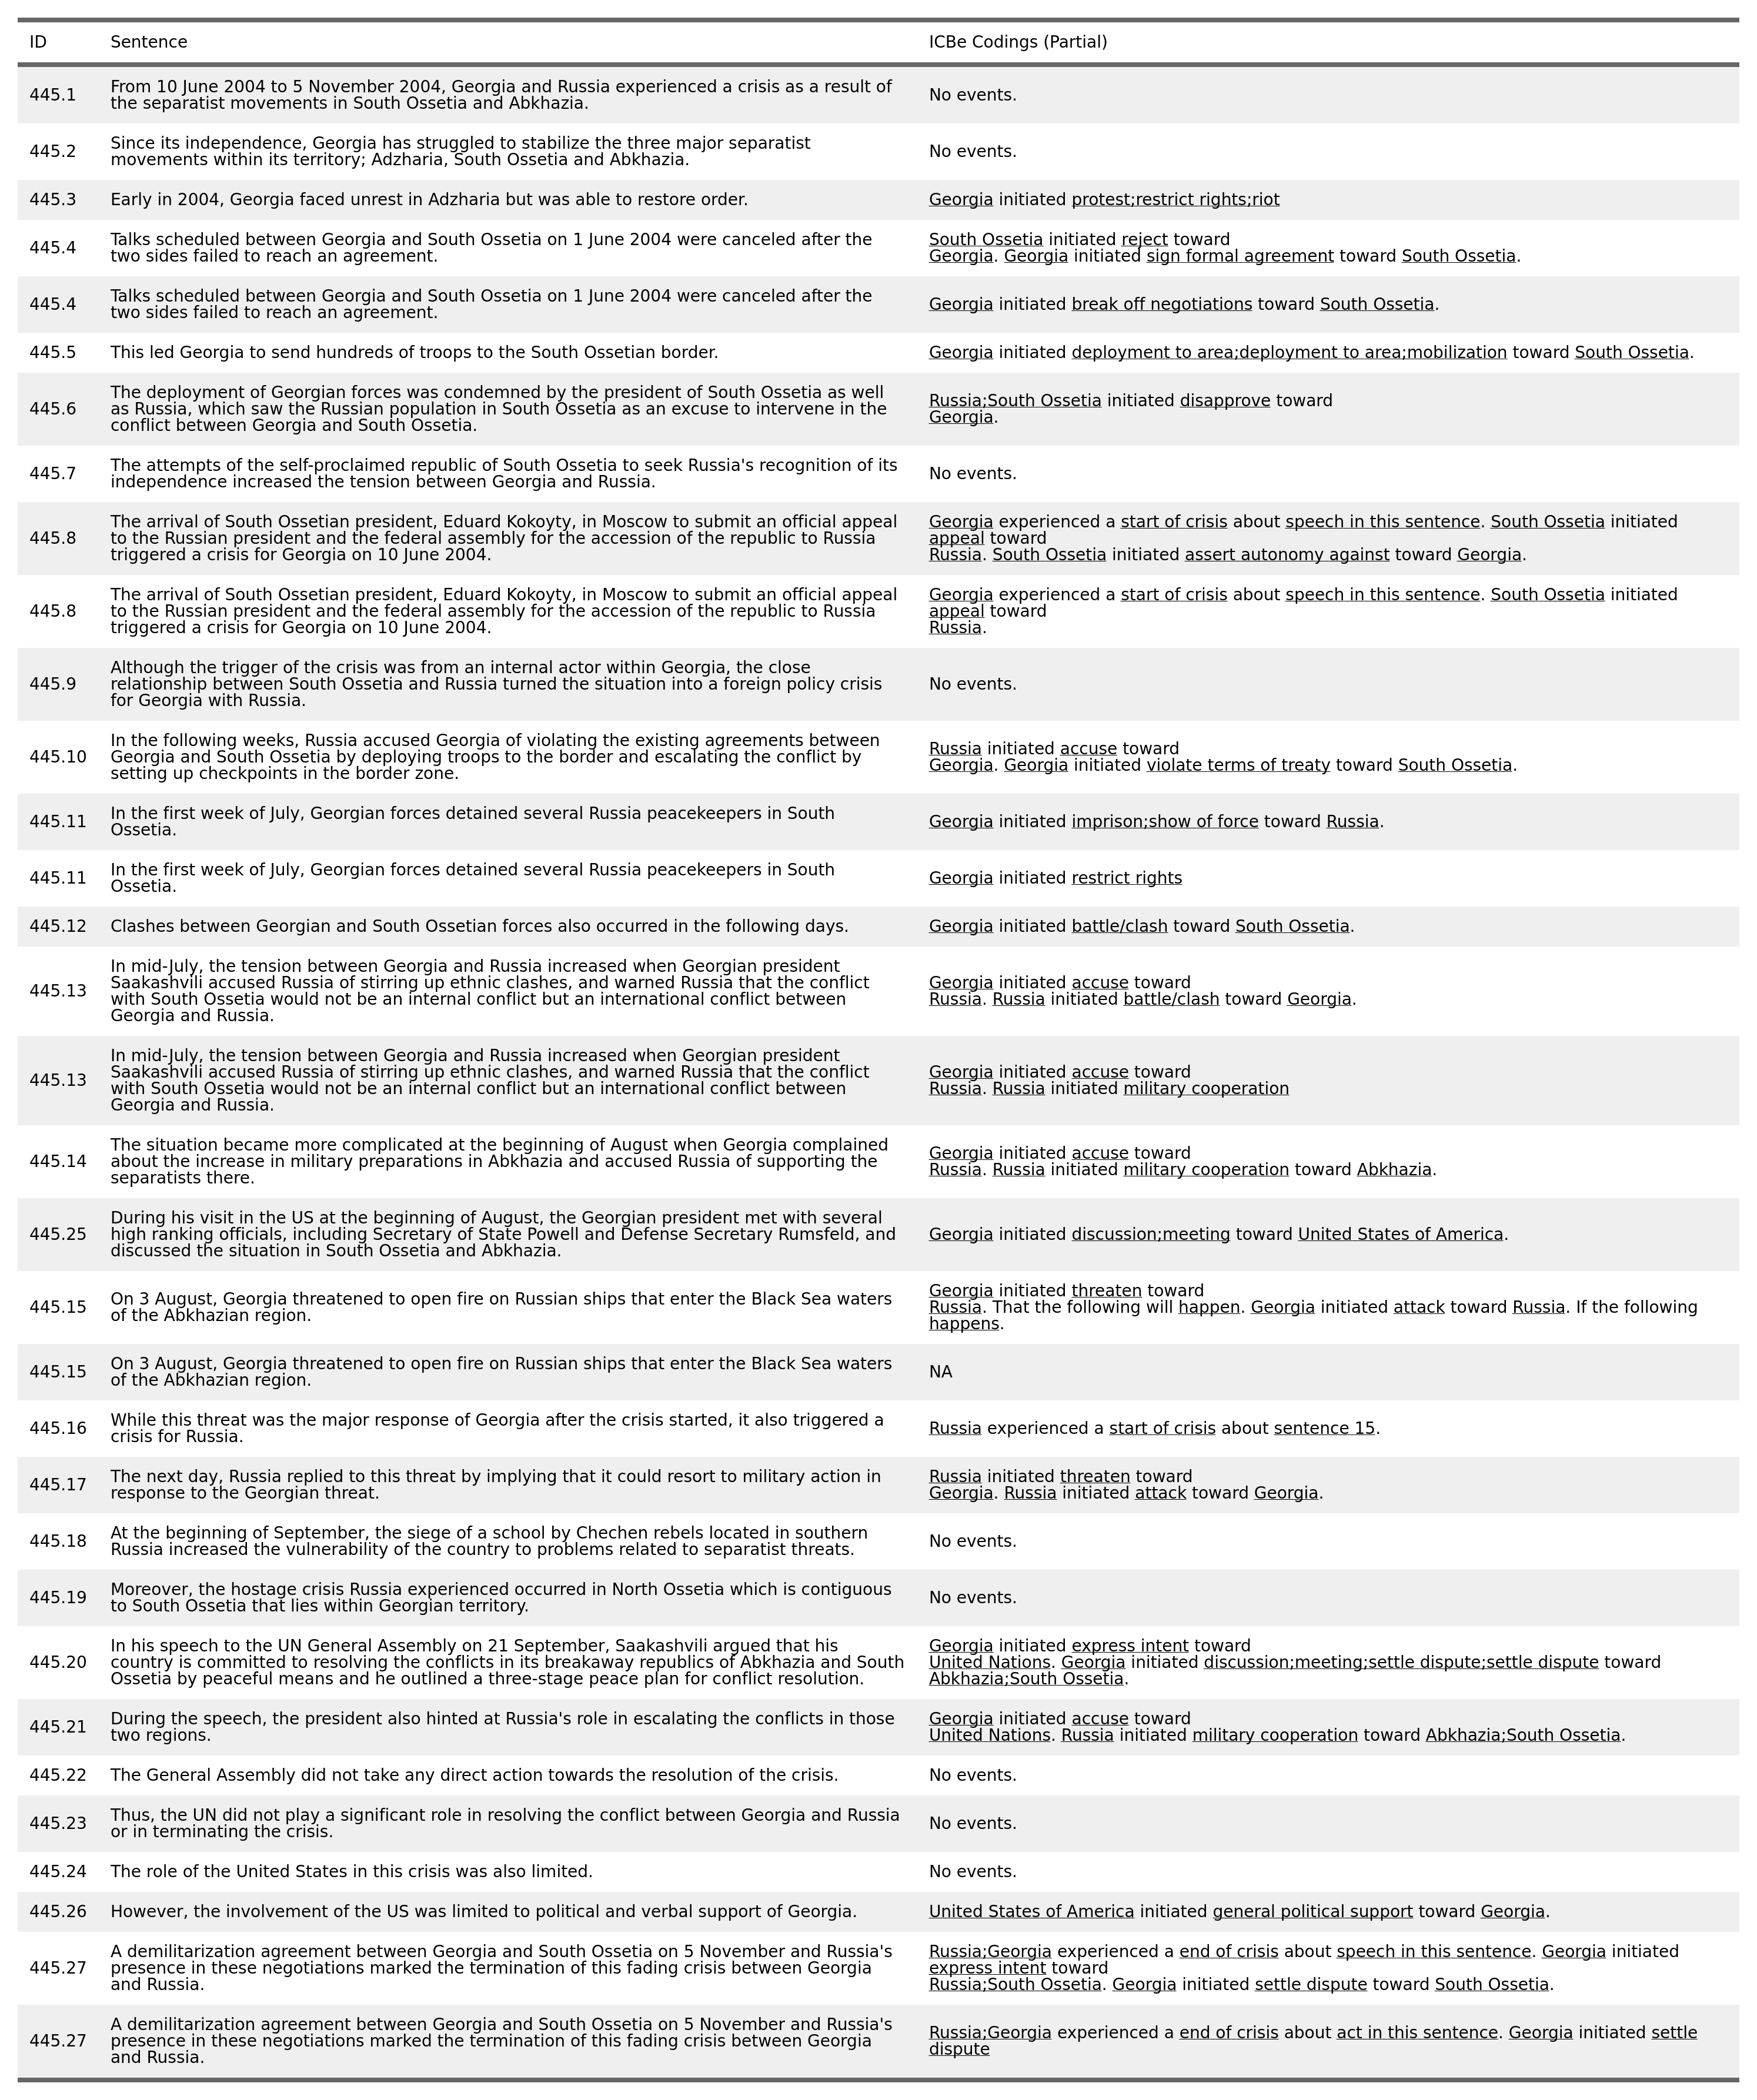 ID Sentence ICBe Codings (Partial)
445.1 From 10 June 2004 to 5 November 2004, Georgia and Russia experienced a crisis as a result of
the separatist movements in South Ossetia and Abkhazia. No events.
445.2 Since its independence, Georgia has struggled to stabilize the three major separatist
movements within its territory; Adzharia, South Ossetia and Abkhazia. No events.
445.3 Early in 2004, Georgia faced unrest in Adzharia but was able to restore order. Georgia initiated protest;restrict rights;riot
445.4 Talks scheduled between Georgia and South Ossetia on 1 June 2004 were canceled after the
two sides failed to reach an agreement.
South Ossetia initiated reject toward
Georgia. Georgia initiated sign formal agreement toward South Ossetia.
445.4 Talks scheduled between Georgia and South Ossetia on 1 June 2004 were canceled after the
two sides failed to reach an agreement.
Georgia initiated break off negotiations toward South Ossetia.
445.5 This led Georgia to send hundreds of troops to the South Ossetian border. Georgia initiated deployment to area;deployment to area;mobilization toward South Ossetia.
445.6 The deployment of Georgian forces was condemned by the president of South Ossetia as well
as Russia, which saw the Russian population in South Ossetia as an excuse to intervene in the
conflict between Georgia and South Ossetia.
Russia;South Ossetia initiated disapprove toward
Georgia.
445.7 The attempts of the self-proclaimed republic of South Ossetia to seek Russia's recognition of its
independence increased the tension between Georgia and Russia.
No events.
445.8 The arrival of South Ossetian president, Eduard Kokoyty, in Moscow to submit an official appeal
to the Russian president and the federal assembly for the accession of the republic to Russia
triggered a crisis for Georgia on 10 June 2004.
Georgia experienced a start of crisis about speech in this sentence. South Ossetia initiated
appeal toward
Russia. South Ossetia initiated assert autonomy against toward Georgia.
445.8 The arrival of South Ossetian president, Eduard Kokoyty, in Moscow to submit an official appeal
to the Russian president and the federal assembly for the accession of the republic to Russia
triggered a crisis for Georgia on 10 June 2004.
Georgia experienced a start of crisis about speech in this sentence. South Ossetia initiated
appeal toward
Russia.
445.9 Although the trigger of the crisis was from an internal actor within Georgia, the close
relationship between South Ossetia and Russia turned the situation into a foreign policy crisis
for Georgia with Russia.
No events.
445.10 In the following weeks, Russia accused Georgia of violating the existing agreements between
Georgia and South Ossetia by deploying troops to the border and escalating the conflict by
setting up checkpoints in the border zone.
Russia initiated accuse toward
Georgia. Georgia initiated violate terms of treaty toward South Ossetia.
445.11 In the first week of July, Georgian forces detained several Russia peacekeepers in South
Ossetia.
Georgia initiated imprison;show of force toward Russia.
445.11 In the first week of July, Georgian forces detained several Russia peacekeepers in South
Ossetia.
Georgia initiated restrict rights
445.12 Clashes between Georgian and South Ossetian forces also occurred in the following days. Georgia initiated battle/clash toward South Ossetia.
445.13 In mid-July, the tension between Georgia and Russia increased when Georgian president
Saakashvili accused Russia of stirring up ethnic clashes, and warned Russia that the conflict
with South Ossetia would not be an internal conflict but an international conflict between
Georgia and Russia.
Georgia initiated accuse toward
Russia. Russia initiated battle/clash toward Georgia.
445.13 In mid-July, the tension between Georgia and Russia increased when Georgian president
Saakashvili accused Russia of stirring up ethnic clashes, and warned Russia that the conflict
with South Ossetia would not be an internal conflict but an international conflict between
Georgia and Russia.
Georgia initiated accuse toward
Russia. Russia initiated military cooperation
445.14 The situation became more complicated at the beginning of August when Georgia complained
about the increase in military preparations in Abkhazia and accused Russia of supporting the
separatists there.
Georgia initiated accuse toward
Russia. Russia initiated military cooperation toward Abkhazia.
445.25 During his visit in the US at the beginning of August, the Georgian president met with several
high ranking officials, including Secretary of State Powell and Defense Secretary Rumsfeld, and
discussed the situation in South Ossetia and Abkhazia.
Georgia initiated discussion;meeting toward United States of America.
445.15 On 3 August, Georgia threatened to open fire on Russian ships that enter the Black Sea waters
of the Abkhazian region.
Georgia initiated threaten toward
Russia. That the following will happen. Georgia initiated attack toward Russia. If the following
happens.
445.15 On 3 August, Georgia threatened to open fire on Russian ships that enter the Black Sea waters
of the Abkhazian region.
NA
445.16 While this threat was the major response of Georgia after the crisis started, it also triggered a
crisis for Russia.
Russia experienced a start of crisis about sentence 15.
445.17 The next day, Russia replied to this threat by implying that it could resort to military action in
response to the Georgian threat.
Russia initiated threaten toward
Georgia. Russia initiated attack toward Georgia.
445.18 At the beginning of September, the siege of a school by Chechen rebels located in southern
Russia increased the vulnerability of the country to problems related to separatist threats.
No events.
445.19 Moreover, the hostage crisis Russia experienced occurred in North Ossetia which is contiguous
to South Ossetia that lies within Georgian territory.
No events.
445.20 In his speech to the UN General Assembly on 21 September, Saakashvili argued that his
country is committed to resolving the conflicts in its breakaway republics of Abkhazia and South
Ossetia by peaceful means and he outlined a three-stage peace plan for conflict resolution.
Georgia initiated express intent toward
United Nations. Georgia initiated discussion;meeting;settle dispute;settle dispute toward
Abkhazia;South Ossetia.
445.21 During the speech, the president also hinted at Russia's role in escalating the conflicts in those
two regions.
Georgia initiated accuse toward
United Nations. Russia initiated military cooperation toward Abkhazia;South Ossetia.
445.22 The General Assembly did not take any direct action towards the resolution of the crisis. No events.
445.23 Thus, the UN did not play a significant role in resolving the conflict between Georgia and Russia
or in terminating the crisis.
No events.
445.24 The role of the United States in this crisis was also limited. No events.
445.26 However, the involvement of the US was limited to political and verbal support of Georgia. United States of America initiated general political support toward Georgia.
445.27 A demilitarization agreement between Georgia and South Ossetia on 5 November and Russia's
presence in these negotiations marked the termination of this fading crisis between Georgia
and Russia.
Russia;Georgia experienced a end of crisis about speech in this sentence. Georgia initiated
express intent toward
Russia;South Ossetia. Georgia initiated settle dispute toward South Ossetia.
445.27 A demilitarization agreement between Georgia and South Ossetia on 5 November and Russia's
presence in these negotiations marked the termination of this fading crisis between Georgia
and Russia.
Russia;Georgia experienced a end of crisis about act in this sentence. Georgia initiated settle
dispute